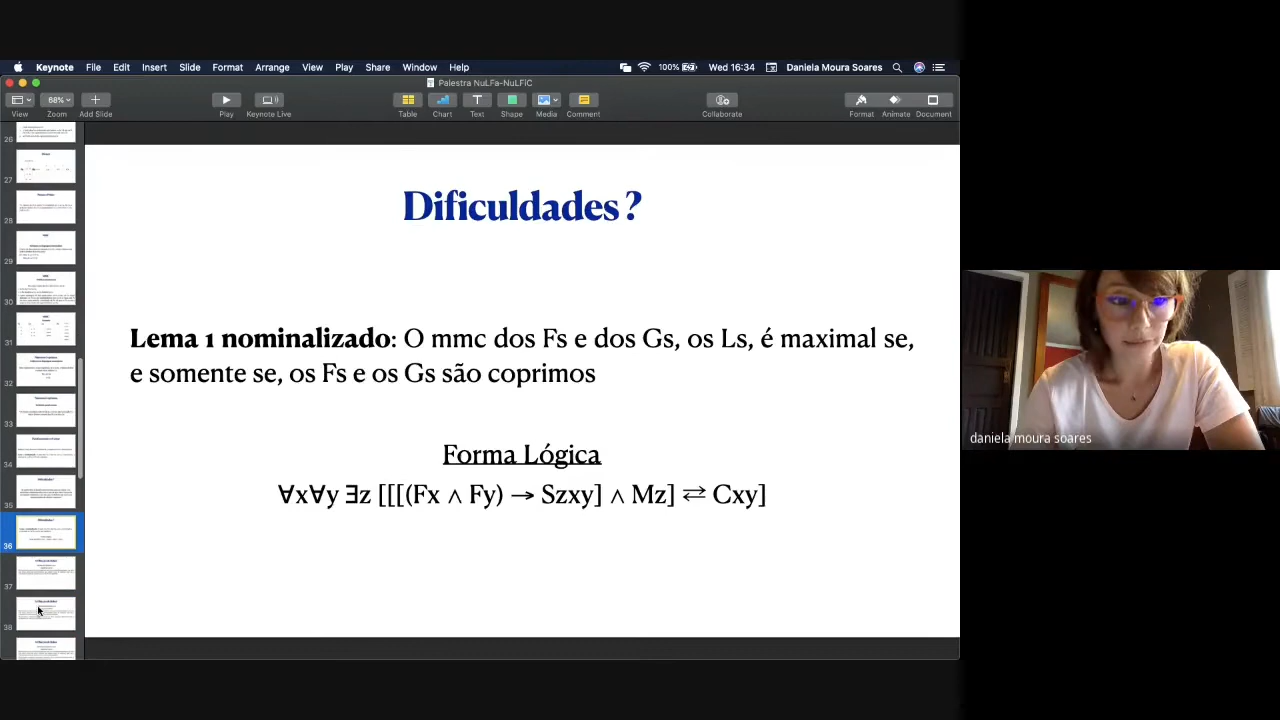 Keynote File Edit Insert Slide Format Arrange View Play Share Window Help 100% Wed 16:34 Daniela Moura Soares
Palestra NuLFa-NuLFiC
68%
View Zoom Add Slide Play Keynote Live Table Chart Text Shape Media Comment Collaborate Format Animate Document
26
27
28
29
30
31
32
33
34
35
36
37
38
Dificuldades?
Lema 1 nominalizado: O mmc dos Fs e dos Gs, os Ls, é maximal se,
e somente se, os Fs e os Gs são coprimos
Forma Lógica
∀x∀y ∃z [[[(Fx ∧ Fy) → Szxy] ∧ Mz] ⇄ Cxy]
daniela moura soares